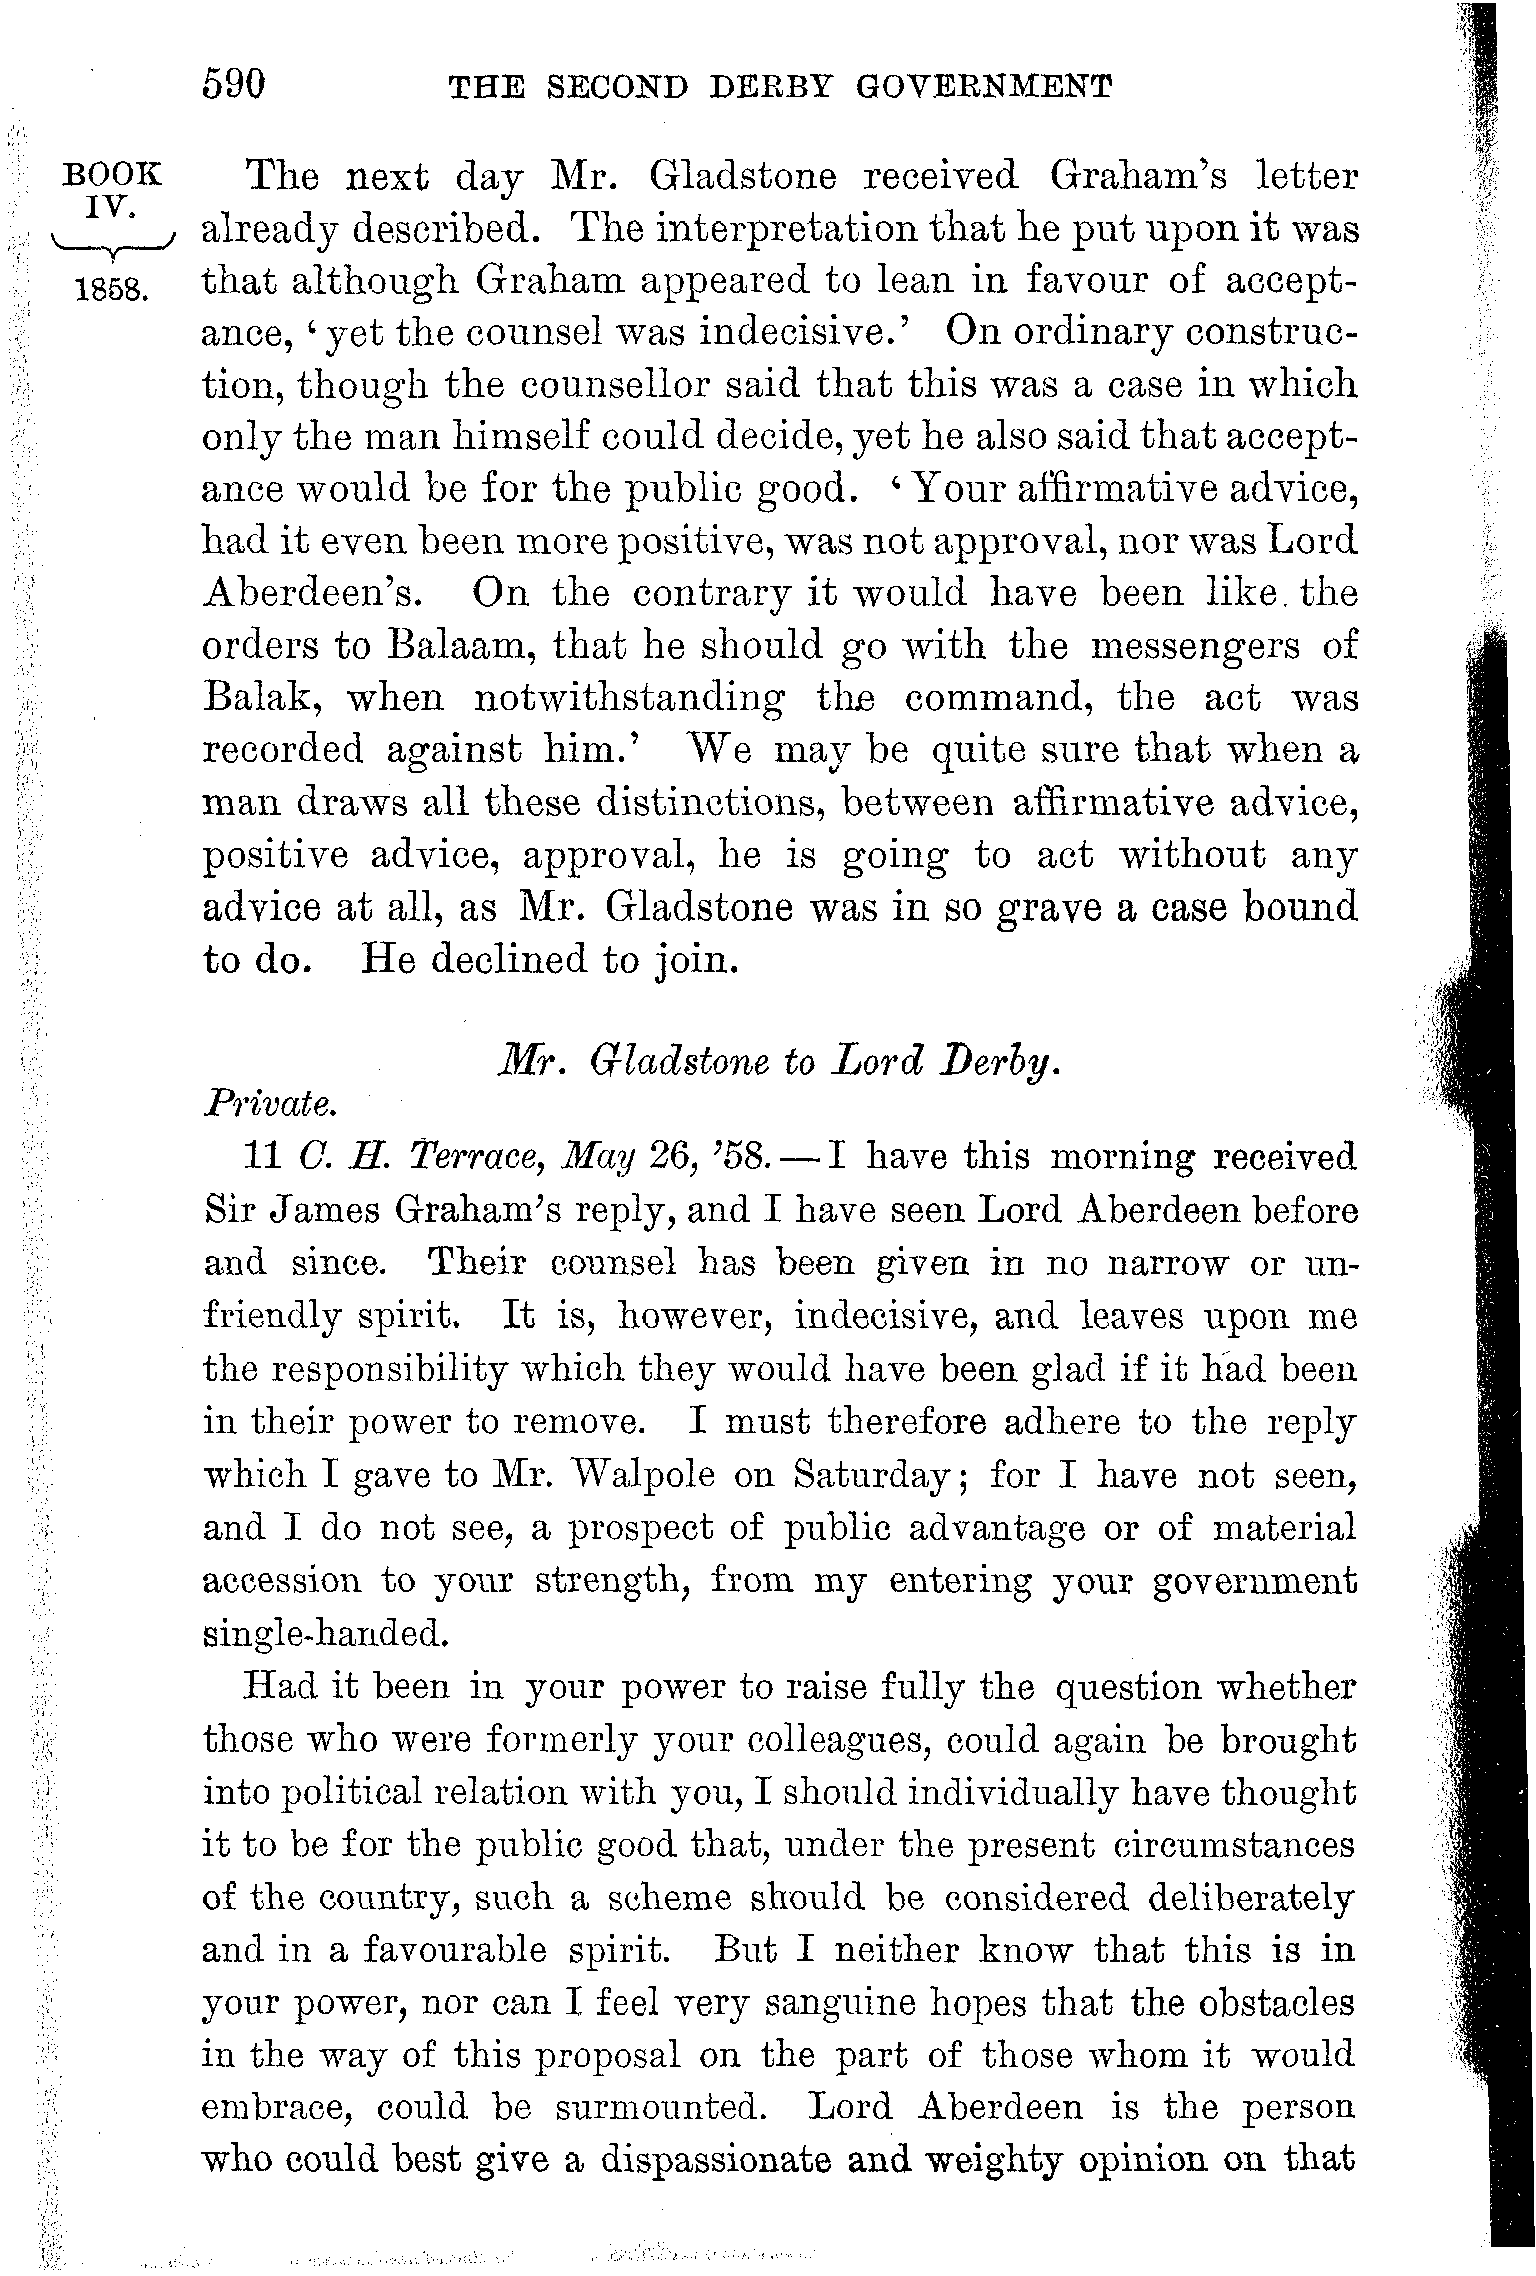 590 THE SECOND DERBY GOVERNMENT
BOOK
IV.
1858.
The next day Mr. Gladstone received Graham's letter
already described. The interpretation that he put upon it was
that although Graham appeared to lean in favour of accept-
ance, ‘yet the counsel was indecisive.’ On ordinary construc-
tion, though the counsellor said that this was a case in which
only the man himself could decide, yet he also said that accept-
ance would be for the public good. ‘Your affirmative advice,
had it even been more positive, was not approval, nor was Lord
Aberdeen's. On the contrary it would have been like the
orders to Balaam, that he should go with the messengers of
Balak, when notwithstanding the command, the act was
recorded against him.’ We may be quite sure that when a
man draws all these distinctions, between affirmative advice,
positive advice, approval, he is going to act without any
advice at all, as Mr. Gladstone was in so grave a case bound
to do. He declined to join.
Mr. Gladstone to Lord Derby.
Private.
11 C. H. Terrace, May 26, ’58.—I have this morning received
Sir James Graham's reply, and I have seen Lord Aberdeen before
and since. Their counsel has been given in no narrow or un-
friendly spirit. It is, however, indecisive, and leaves upon me
the responsibility which they would have been glad if it had been
in their power to remove. I must therefore adhere to the reply
which I gave to Mr. Walpole on Saturday; for I have not seen,
and I do not see, a prospect of public advantage or of material
accession to your strength, from my entering your government
single-handed.
Had it been in your power to raise fully the question whether
those who were formerly your colleagues, could again be brought
into political relation with you, I should individually have thought
it to be for the public good that, under the present circumstances
of the country, such a scheme should be considered deliberately
and in a favourable spirit. But I neither know that this is in
your power, nor can I feel very sanguine hopes that the obstacles
in the way of this proposal on the part of those whom it would
embrace, could be surmounted. Lord Aberdeen is the person
who could best give a dispassionate and weighty opinion on that